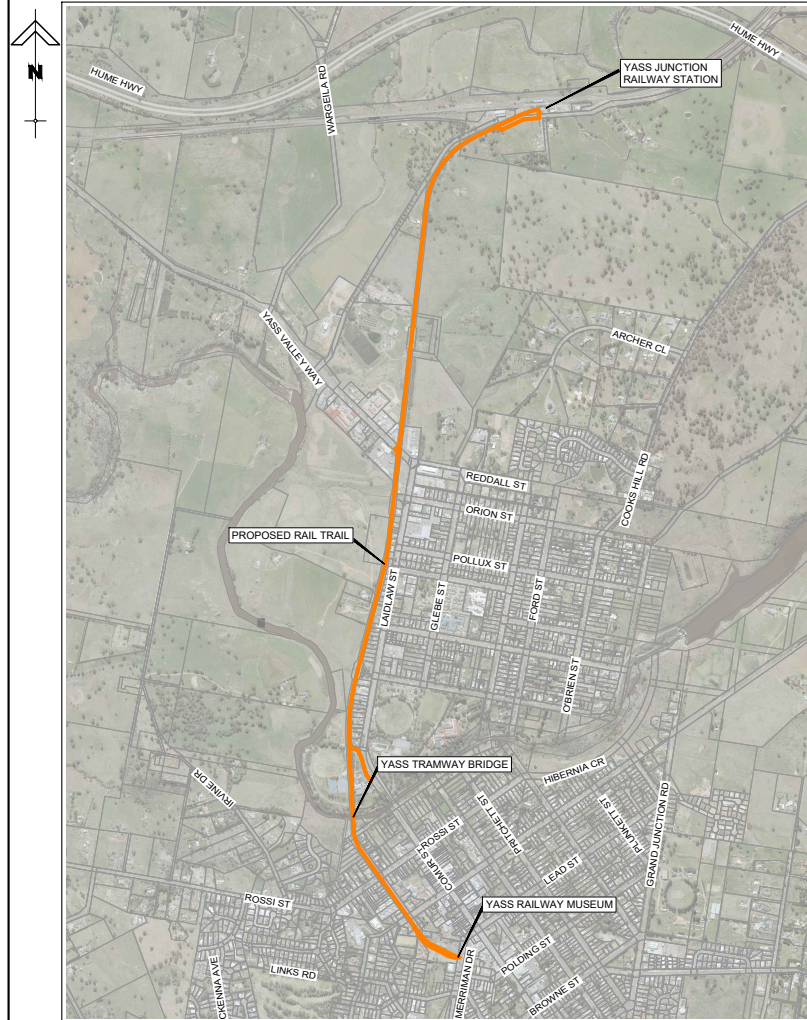 N
HUME HWY
HUME HWY
WARGEILA RD
YASS JUNCTION
RAILWAY STATION
YASS VALLEY WAY
ARCHER CL
REDDALL ST
COOKS HILL RD
ORION ST
PROPOSED RAIL TRAIL
POLLUX ST
LAIDLAW ST
GLEBE ST
FORD ST
O'BRIEN ST
YASS TRAMWAY BRIDGE
HIBERNIA CR
IRVINE DR
ROSSI ST
PRITCHETT ST
PLUNKETT ST
GRAND JUNCTION RD
COMUR ST
LEAD ST
ROSSI ST
YASS RAILWAY MUSEUM
LINKS RD
POLDING ST
CKENNA AVE
MERRIMAN DR
BROWNE ST